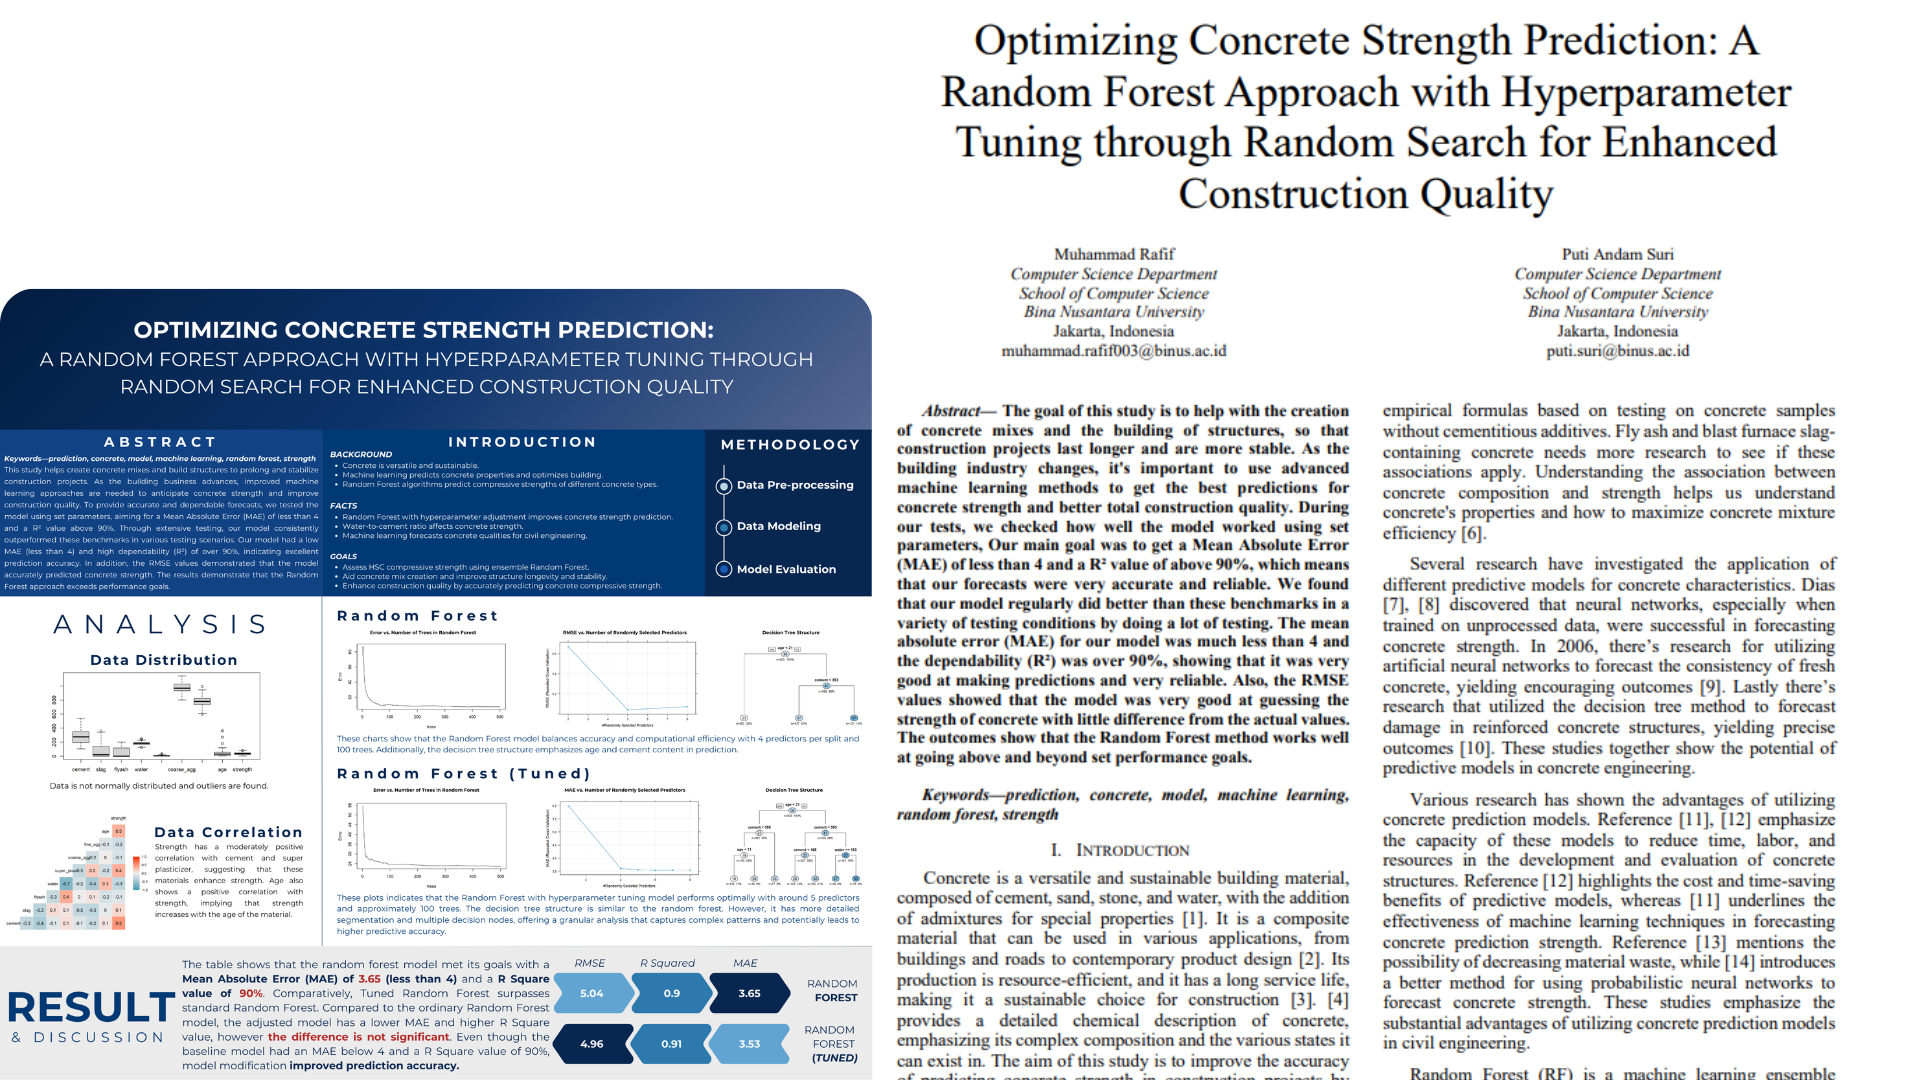 OPTIMIZING CONCRETE STRENGTH PREDICTION:
A RANDOM FOREST APPROACH WITH HYPERPARAMETER TUNING THROUGH
RANDOM SEARCH FOR ENHANCED CONSTRUCTION QUALITY
ABSTRACT
Keywords—prediction, concrete, model, machine learning, random forest, strength
This study helps create concrete mixes and build structures to prolong and stabilize
construction projects. As the building business advances, improved machine
learning approaches are needed to anticipate concrete strength and improve
construction quality. To provide accurate and dependable forecasts, we tested the
model using set parameters, aiming for a Mean Absolute Error (MAE) of less than 4
and a R² value above 90%. Through extensive testing, our model consistently
outperformed these benchmarks in various testing scenarios. Our model had a low
MAE (less than 4) and high dependability (R²) of over 90%, indicating excellent
prediction accuracy. In addition, the RMSE values demonstrated that the model
accurately predicted concrete strength. The results demonstrate that the Random
Forest approach exceeds performance goals.
INTRODUCTION
BACKGROUND
• Concrete is versatile and sustainable.
• Machine learning predicts concrete properties and optimizes building.
• Random Forest algorithms predict compressive strengths of different concrete types.
FACTS
• Random Forest with hyperparameter adjustment improves concrete strength prediction.
• Water-to-cement ratio affects concrete strength.
• Machine learning forecasts concrete qualities for civil engineering.
GOALS
• Assess HSC compressive strength using ensemble Random Forest.
• Aid concrete mix creation and improve structure longevity and stability.
• Enhance construction quality by accurately predicting concrete compressive strength.
METHODOLOGY
Data Pre-processing
Data Modeling
Model Evaluation
ANALYSIS
Data Distribution
0 200 400 600 800
cement slag flyash water coarse_agg age strength
Data is not normally distributed and outliers are found.
strength
age
fine_agg
water
flyash
slag
cement
Data Correlation
Strength has a moderately positive
correlation with cement and super
plasticizer, suggesting that these
materials enhance strength. Age also
shows a positive correlation with
strength, implying that strength
increases with the age of the material.
Random Forest
Error vs. Number of Trees in Random Forest
Error
0 100 200 300 400 500
trees
RMSE vs. Number of Randomly Selected Predictors
#Randomly Selected Predictors
Decision Tree Structure
These charts show that the Random Forest model balances accuracy and computational efficiency with 4 predictors per split and
100 trees. Additionally, the decision tree structure emphasizes age and cement content in prediction.
Random Forest (Tuned)
Error vs. Number of Trees in Random Forest
Error
0 100 200 300 400 500
trees
MAE vs. Number of Randomly Selected Predictors
#Randomly Selected Predictors
Decision Tree Structure
These plots indicates that the Random Forest with hyperparameter tuning model performs optimally with around 5 predictors
and approximately 100 trees. The decision tree structure is similar to the random forest. However, it has more detailed
segmentation and multiple decision nodes, offering a granular analysis that captures complex patterns and potentially leads to
higher predictive accuracy.
RESULT
& DISCUSSION
The table shows that the random forest model met its goals with a
Mean Absolute Error (MAE) of 3.65 (less than 4) and a R Square
value of 90%. Comparatively, Tuned Random Forest surpasses
standard Random Forest. Compared to the ordinary Random Forest
model, the adjusted model has a lower MAE and higher R Square
value, however the difference is not significant. Even though the
baseline model had an MAE below 4 and a R Square value of 90%,
model modification improved prediction accuracy.
RMSE R Squared MAE
5.04 0.9 3.65 RANDOM FOREST
4.96 0.91 3.53 RANDOM FOREST (TUNED)
Optimizing Concrete Strength Prediction: A
Random Forest Approach with Hyperparameter
Tuning through Random Search for Enhanced
Construction Quality
Muhammad Rafif
Computer Science Department
School of Computer Science
Bina Nusantara University
Jakarta, Indonesia
muhammad.rafif003@binus.ac.id
Puti Andam Suri
Computer Science Department
School of Computer Science
Bina Nusantara University
Jakarta, Indonesia
puti.suri@binus.ac.id
Abstract— The goal of this study is to help with the creation
of concrete mixes and the building of structures, so that
construction projects last longer and are more stable. As the
building industry changes, it's important to use advanced
machine learning methods to get the best predictions for
concrete strength and better total construction quality. During
our tests, we checked how well the model worked using set
parameters, Our main goal was to get a Mean Absolute Error
(MAE) of less than 4 and a R² value of above 90%, which means
that our forecasts were very accurate and reliable. We found
that our model regularly did better than these benchmarks in a
variety of testing conditions by doing a lot of testing. The mean
absolute error (MAE) for our model was much less than 4 and
the dependability (R²) was over 90%, showing that it was very
good at making predictions and very reliable. Also, the RMSE
values showed that the model was very good at guessing the
strength of concrete with little difference from the actual values.
The outcomes show that the Random Forest method works well
at going above and beyond set performance goals.
Keywords—prediction, concrete, model, machine learning,
random forest, strength
I. INTRODUCTION
Concrete is a versatile and sustainable building material,
composed of cement, sand, stone, and water, with the addition
of admixtures for special properties [1]. It is a composite
material that can be used in various applications, from
buildings and roads to contemporary product design [2]. Its
production is resource-efficient, and it has a long service life,
making it a sustainable choice for construction [3]. [4]
provides a detailed chemical description of concrete,
emphasizing its complex composition and the various states it
can exist in. The aim of this study is to improve the accuracy
of predicting concrete strength in construction projects by
empirical formulas based on testing on concrete samples
without cementitious additives. Fly ash and blast furnace slag-
containing concrete needs more research to see if these
associations apply. Understanding the association between
concrete composition and strength helps us understand
concrete's properties and how to maximize concrete mixture
efficiency [6].
Several research have investigated the application of
different predictive models for concrete characteristics. Dias
[7], [8] discovered that neural networks, especially when
trained on unprocessed data, were successful in forecasting
concrete strength. In 2006, there's research for utilizing
artificial neural networks to forecast the consistency of fresh
concrete, yielding encouraging outcomes [9]. Lastly there's
research that utilized the decision tree method to forecast
damage in reinforced concrete structures, yielding precise
outcomes [10]. These studies together show the potential of
predictive models in concrete engineering.
Various research has shown the advantages of utilizing
concrete prediction models. Reference [11], [12] emphasize
the capacity of these models to reduce time, labor, and
resources in the development and evaluation of concrete
structures. Reference [12] highlights the cost and time-saving
benefits of predictive models, whereas [11] underlines the
effectiveness of machine learning techniques in forecasting
concrete prediction strength. Reference [13] mentions the
possibility of decreasing material waste, while [14] introduces
a better method for using probabilistic neural networks to
forecast concrete strength. These studies emphasize the
substantial advantages of utilizing concrete prediction models
in civil engineering.
Random Forest (RF) is a machine learning ensemble